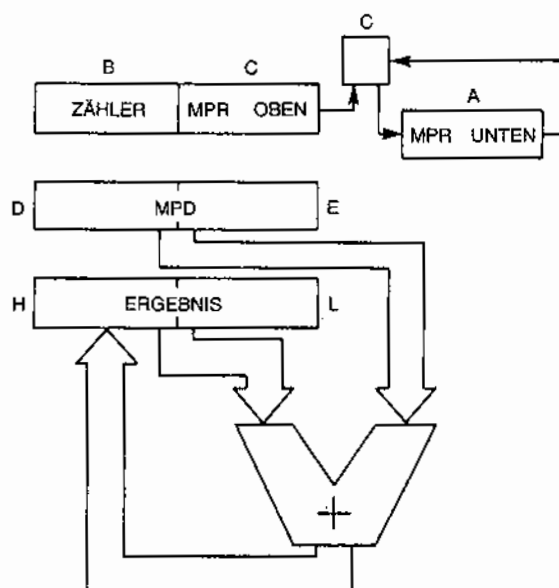 C
B C
ZÄHLER MPR OBEN
A
MPR UNTEN
D MPD E
H ERGEBNIS L
+